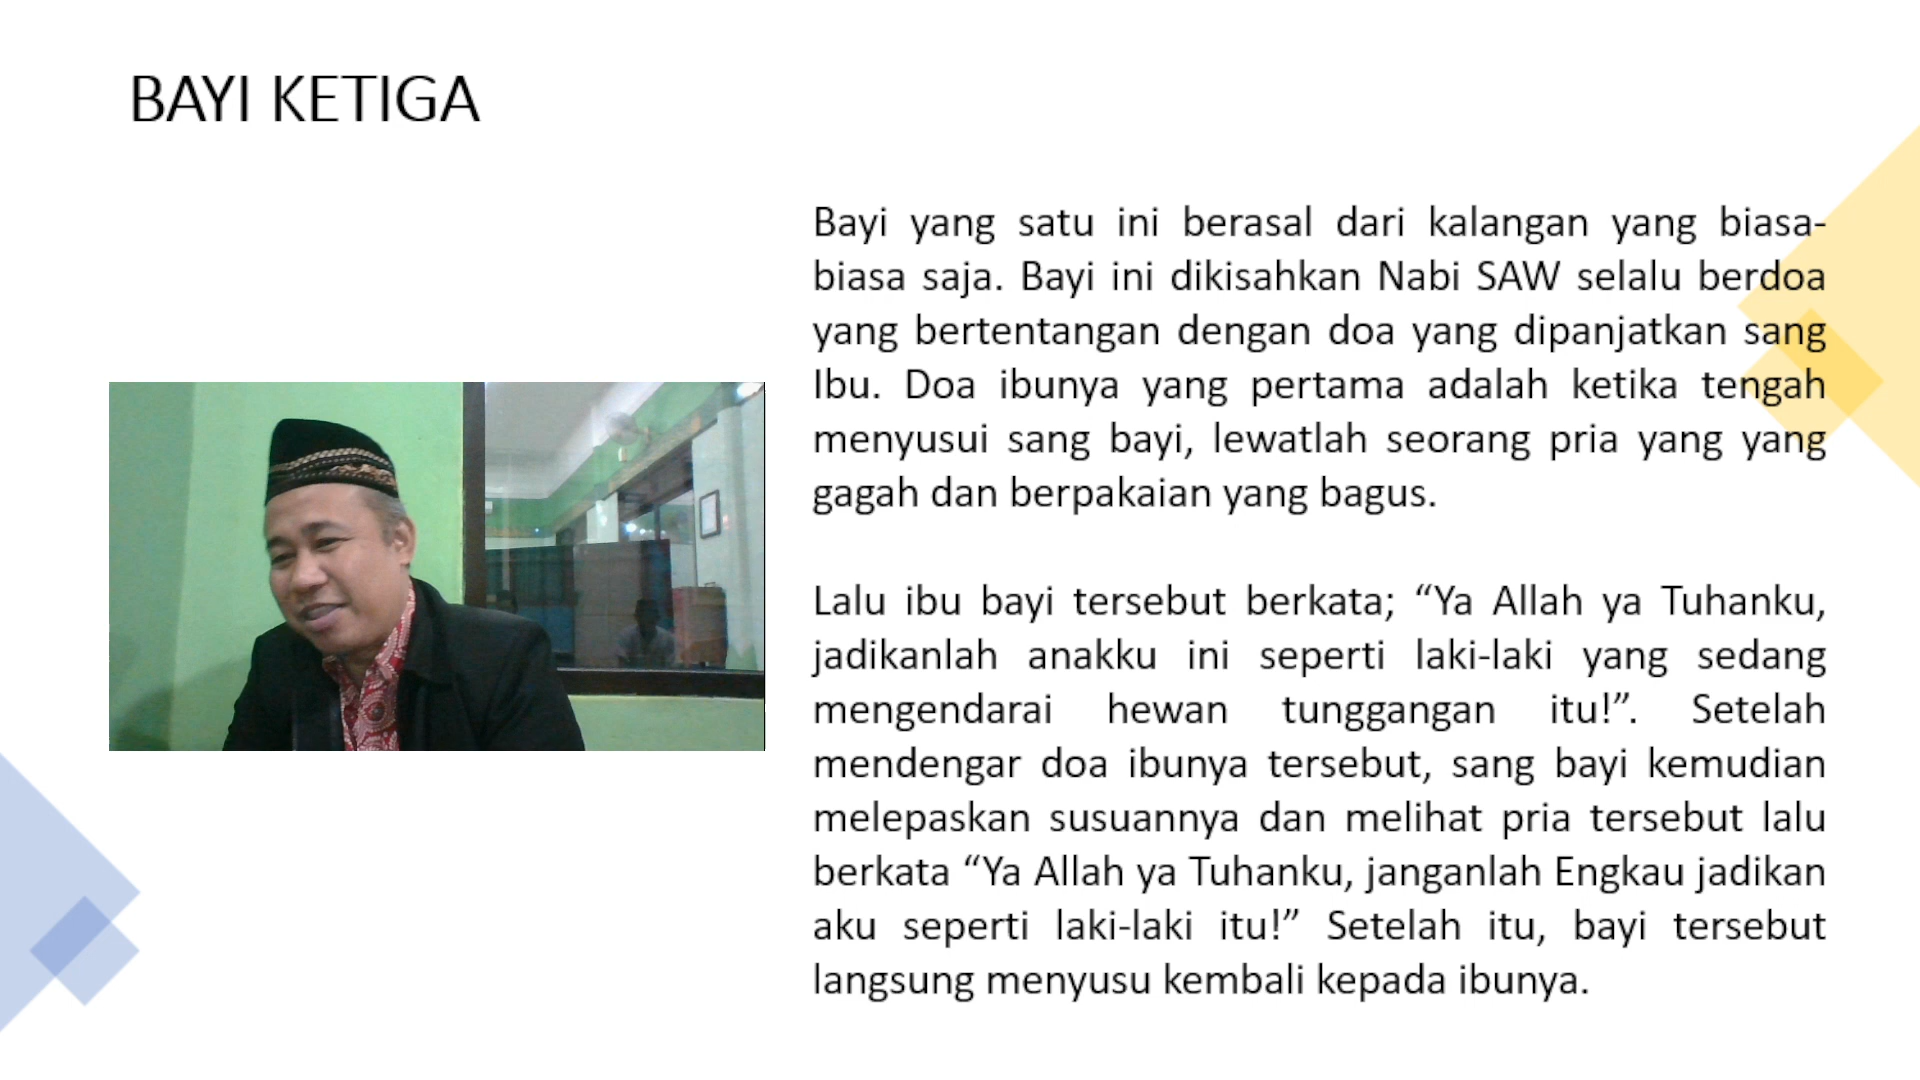 BAYI KETIGA
Bayi yang satu ini berasal dari kalangan yang biasa-
biasa saja. Bayi ini dikisahkan Nabi SAW selalu berdoa
yang bertentangan dengan doa yang dipanjatkan sang
Ibu. Doa ibunya yang pertama adalah ketika tengah
menyusui sang bayi, lewatlah seorang pria yang yang
gagah dan berpakaian yang bagus.
Lalu ibu bayi tersebut berkata; “Ya Allah ya Tuhanku,
jadikanlah anakku ini seperti laki-laki yang sedang
mengendarai hewan tunggangan itu!”. Setelah
mendengar doa ibunya tersebut, sang bayi kemudian
melepaskan susuannya dan melihat pria tersebut lalu
berkata “Ya Allah ya Tuhanku, janganlah Engkau jadikan
aku seperti laki-laki itu!” Setelah itu, bayi tersebut
langsung menyusu kembali kepada ibunya.